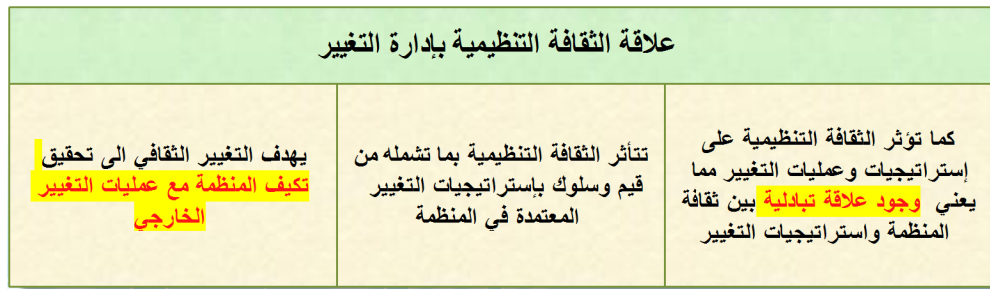 علاقة الثقافة التنظيمية بإدارة التغيير
كما تؤثر الثقافة التنظيمية على
إستراتيجيات وعمليات التغيير مما
يعني وجود علاقة تبادلية بين ثقافة
المنظمة واستراتيجيات التغيير
تتأثر الثقافة التنظيمية بما تشمله من
قيم وسلوك بإستراتيجيات التغيير
المعتمدة في المنظمة
يهدف التغيير الثقافي الى تحقيق
تكيف المنظمة مع عمليات التغيير
الخارجي